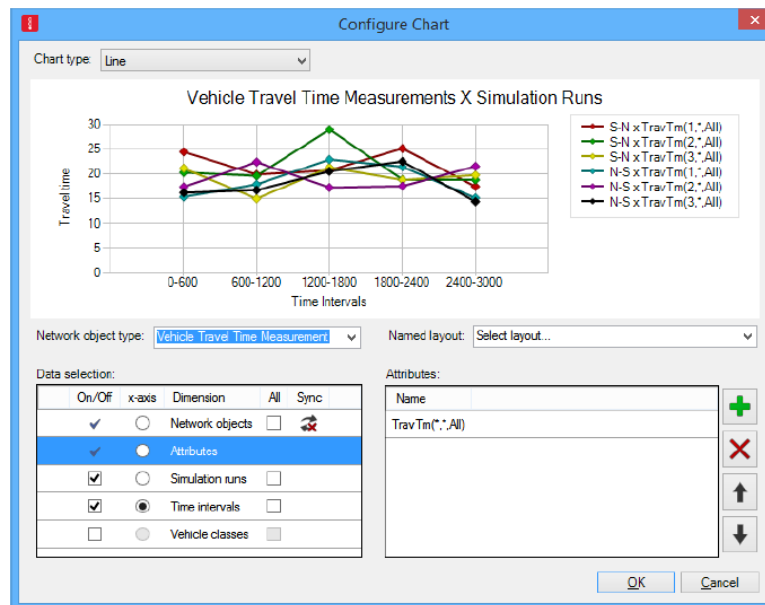 Configure Chart
Chart type: Line
Vehicle Travel Time Measurements X Simulation Runs
30
25
20
15
10
5
0
Travel time
0-600 600-1200 1200-1800 1800-2400 2400-3000
Time Intervals
S-N x TravTm(1,*,All)
S-N x TravTm(2,*,All)
S-N x TravTm(3,*,All)
N-S x TravTm(1,*,All)
N-S x TravTm(2,*,All)
N-S x TravTm(3,*,All)
Network object type: Vehicle Travel Time Measurement Named layout: Select layout...
Data selection:
On/Off x-axis Dimension All Sync
Network objects
Attributes
Simulation runs
Time intervals
Vehicle classes
Attributes:
Name
TravTm(*,*,All)
OK Cancel